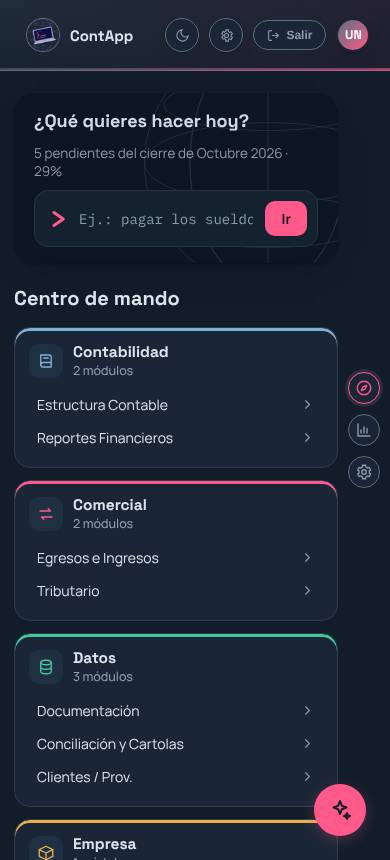 ContApp
Salir
UN
¿Qué quieres hacer hoy?
5 pendientes del cierre de Octubre 2026 ·
29%
Ej.: pagar los sueldo
Ir
Centro de mando
Contabilidad
2 módulos
Estructura Contable
Reportes Financieros
Comercial
2 módulos
Egresos e Ingresos
Tributario
Datos
3 módulos
Documentación
Conciliación y Cartolas
Clientes / Prov.
Empresa